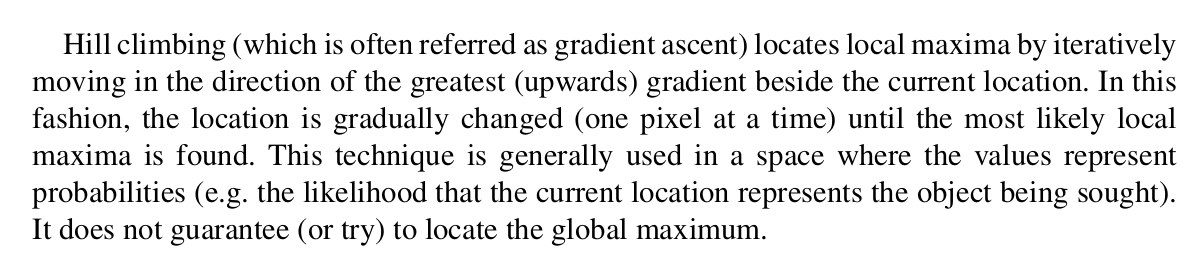 Hill climbing (which is often referred as gradient ascent) locates local maxima by iteratively
moving in the direction of the greatest (upwards) gradient beside the current location. In this
fashion, the location is gradually changed (one pixel at a time) until the most likely local
maxima is found. This technique is generally used in a space where the values represent
probabilities (e.g. the likelihood that the current location represents the object being sought).
It does not guarantee (or try) to locate the global maximum.